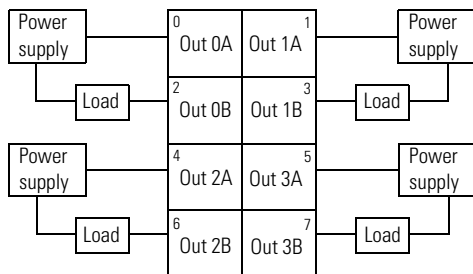 Power
supply
0
Out 0A
1
Out 1A
Power
supply
Load
2
Out 0B
3
Out 1B
Load
Power
supply
4
Out 2A
5
Out 3A
Power
supply
Load
6
Out 2B
7
Out 3B
Load